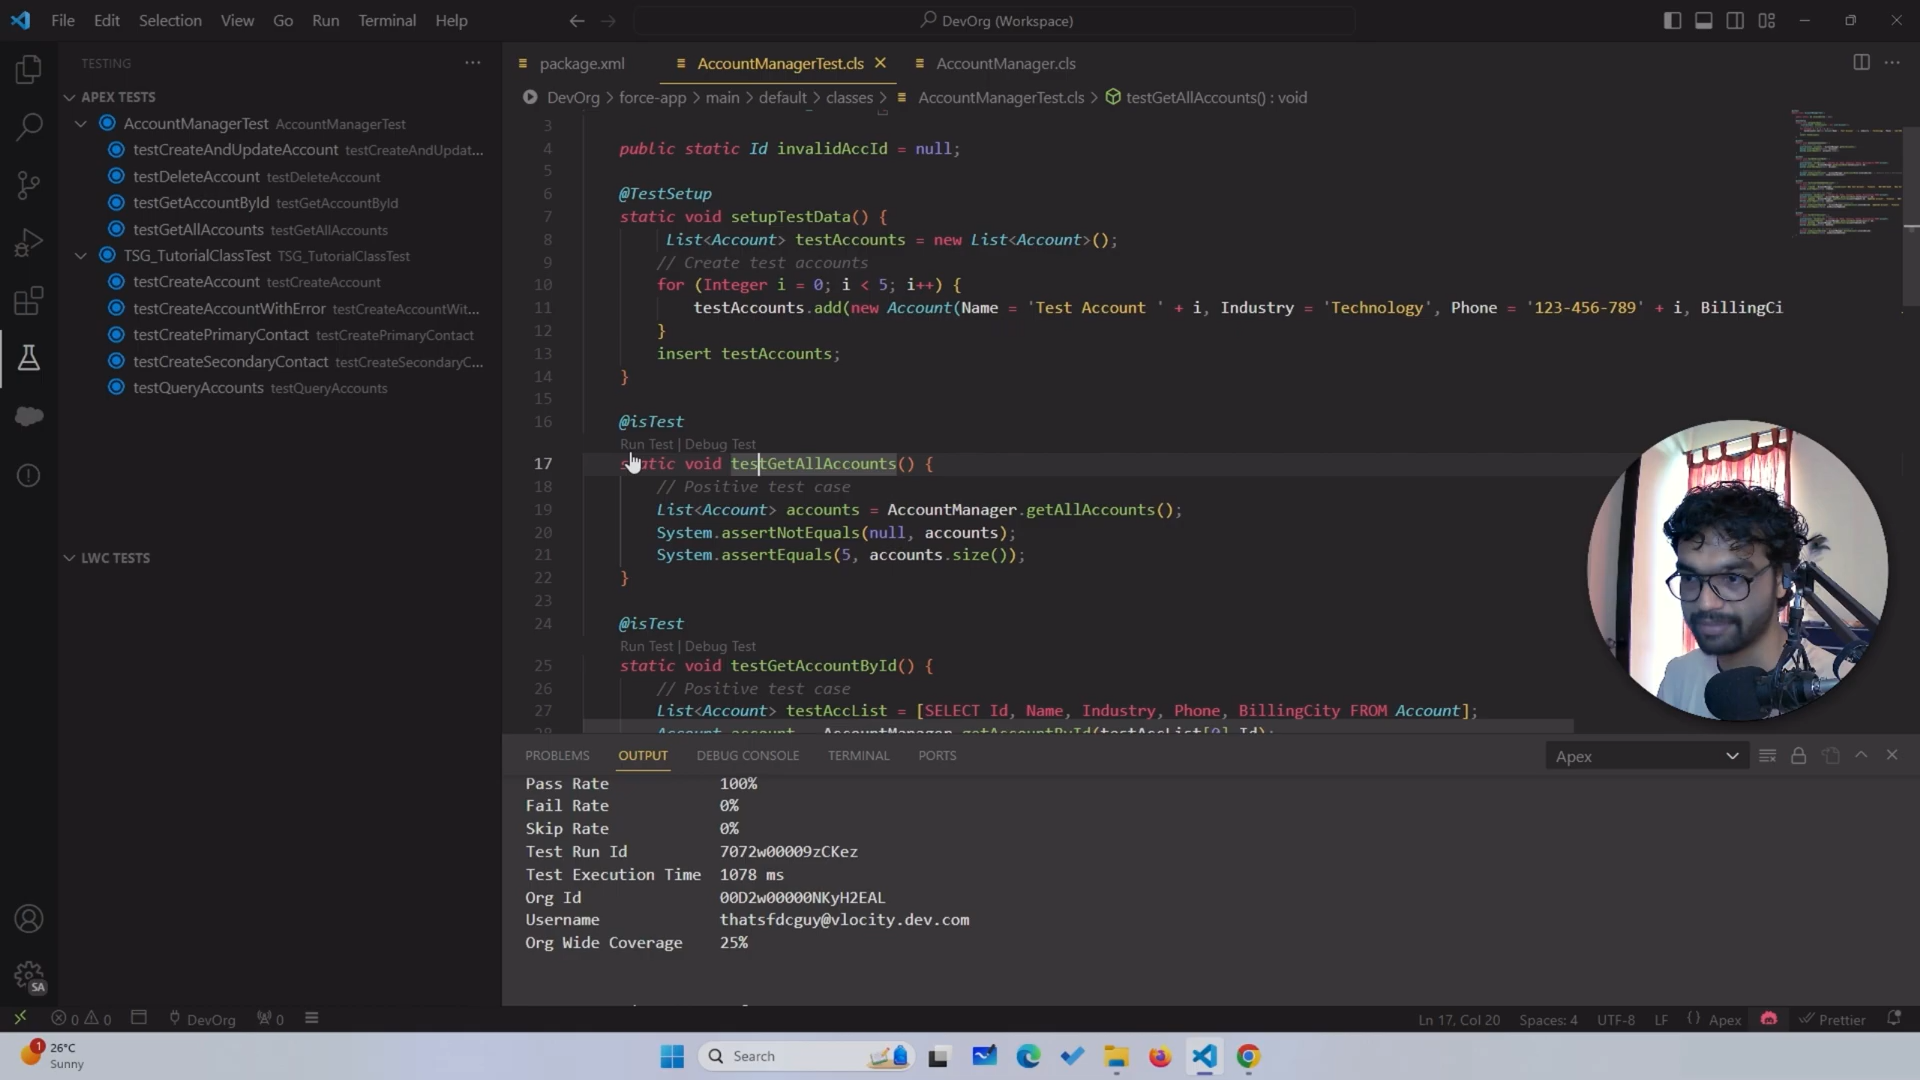 File Edit Selection View Go Run Terminal Help
DevOrg (Workspace)
TESTING
APEX TESTS
AccountManagerTest AccountManagerTest
testCreateAndUpdateAccount testCreateAndUpdat...
testDeleteAccount testDeleteAccount
testGetAccountById testGetAccountById
testGetAllAccounts testGetAllAccounts
TSG_TutorialClassTest TSG_TutorialClassTest
testCreateAccount testCreateAccount
testCreateAccountWithError testCreateAccountWit...
testCreatePrimaryContact testCreatePrimaryContact
testCreateSecondaryContact testCreateSecondaryC...
testQueryAccounts testQueryAccounts
LWC TESTS
package.xml AccountManagerTest.cls AccountManager.cls
DevOrg > force-app > main > default > classes > AccountManagerTest.cls > testGetAllAccounts() : void
3
4 public static Id invalidAccId = null;
5
6 @TestSetup
7 static void setupTestData() {
8 List<Account> testAccounts = new List<Account>();
9 // Create test accounts
10 for (Integer i = 0; i < 5; i++) {
11 testAccounts.add(new Account(Name = 'Test Account ' + i, Industry = 'Technology', Phone = '123-456-789' + i, BillingCi
12 }
13 insert testAccounts;
14 }
15
16 @isTest
Run Test | Debug Test
17 static void testGetAllAccounts() {
18 // Positive test case
19 List<Account> accounts = AccountManager.getAllAccounts();
20 System.assertNotEquals(null, accounts);
21 System.assertEquals(5, accounts.size());
22 }
23
24 @isTest
Run Test | Debug Test
25 static void testGetAccountById() {
26 // Positive test case
27 List<Account> testAccList = [SELECT Id, Name, Industry, Phone, BillingCity FROM Account];
28 Account account = AccountManager.getAccountById(testAccList[0].Id);
PROBLEMS OUTPUT DEBUG CONSOLE TERMINAL PORTS
Apex
Pass Rate 100%
Fail Rate 0%
Skip Rate 0%
Test Run Id 7072w00009zCKez
Test Execution Time 1078 ms
Org Id 00D2w00000NKyH2EAL
Username thatsfdcguy@vlocity.dev.com
Org Wide Coverage 25%
SA
0 0 DevOrg 0
Ln 17, Col 20 Spaces: 4 UTF-8 LF {} Apex Prettier
1
26°C
Sunny
Search